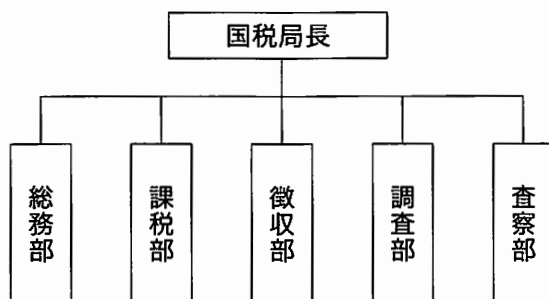 国税局長
総務部
課税部
徴収部
調査部
査察部